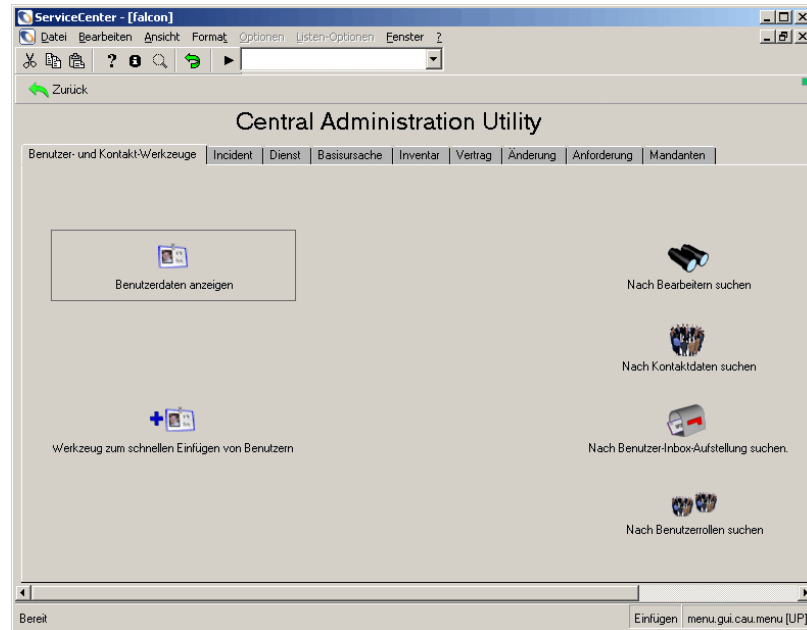 ServiceCenter - [falcon]
Datei Bearbeiten Ansicht Format Optionen Listen-Optionen Fenster ?
Zurück
Central Administration Utility
Benutzer- und Kontakt-Werkzeuge Incident Dienst Basisursache Inventar Vertrag Änderung Anforderung Mandanten
Benutzerdaten anzeigen
Nach Bearbeitern suchen
Nach Kontaktdaten suchen
Werkzeug zum schnellen Einfügen von Benutzern
Nach Benutzer-Inbox-Aufstellung suchen.
Nach Benutzerrollen suchen
Bereit Einfügen menu.gui.cau.menu [UP]